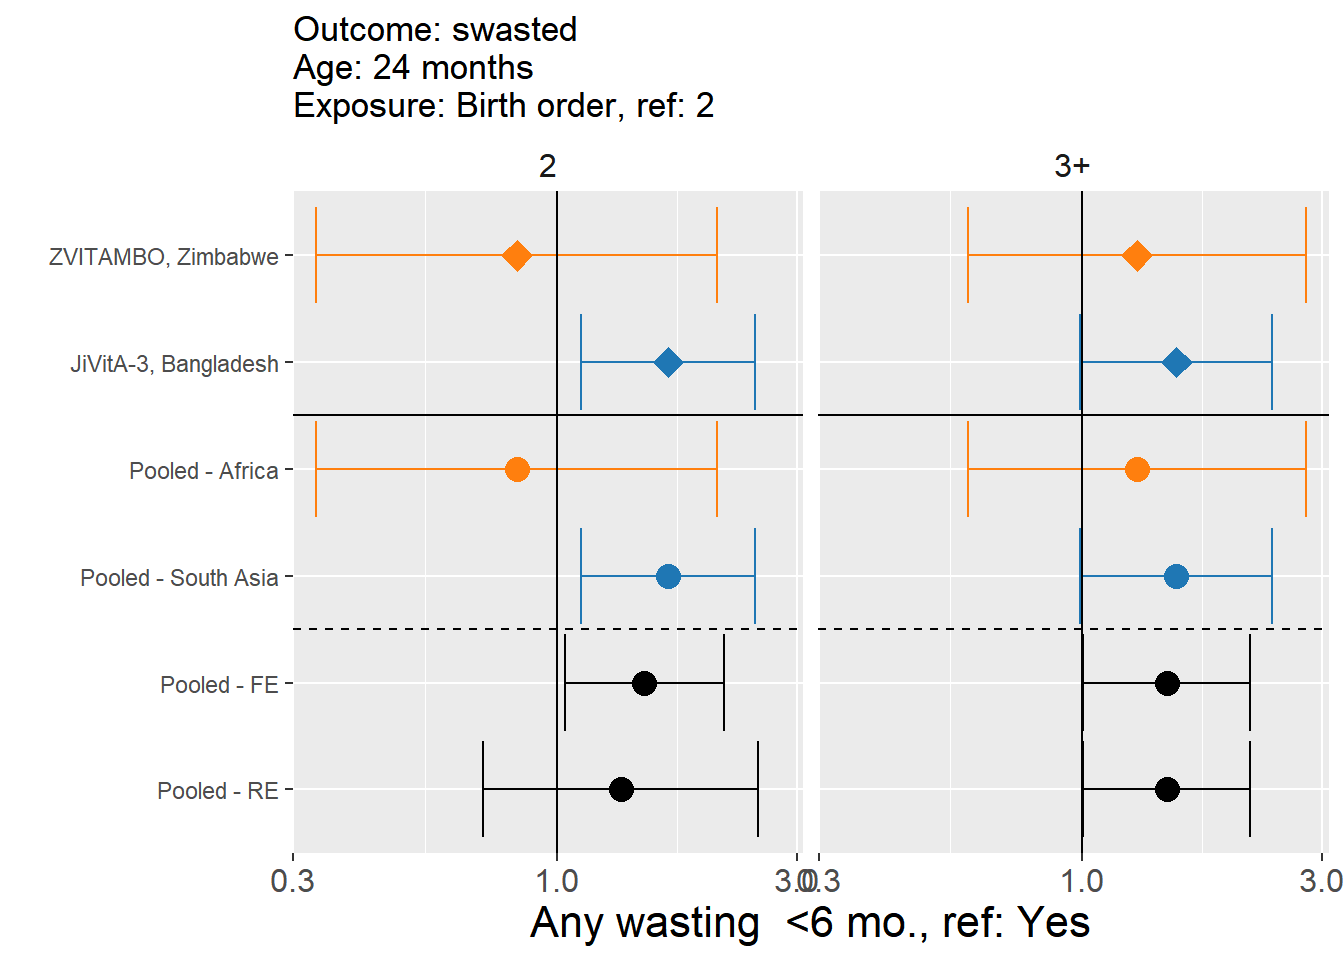 Outcome: swasted
Age: 24 months
Exposure: Birth order, ref: 2
2 3+
ZVITAMBO, Zimbabwe
JiVitA-3, Bangladesh
Pooled - Africa
Pooled - South Asia
Pooled - FE
Pooled - RE
0.3 1.0 3.0 0.3 1.0 3.0
Any wasting  <6 mo., ref: Yes